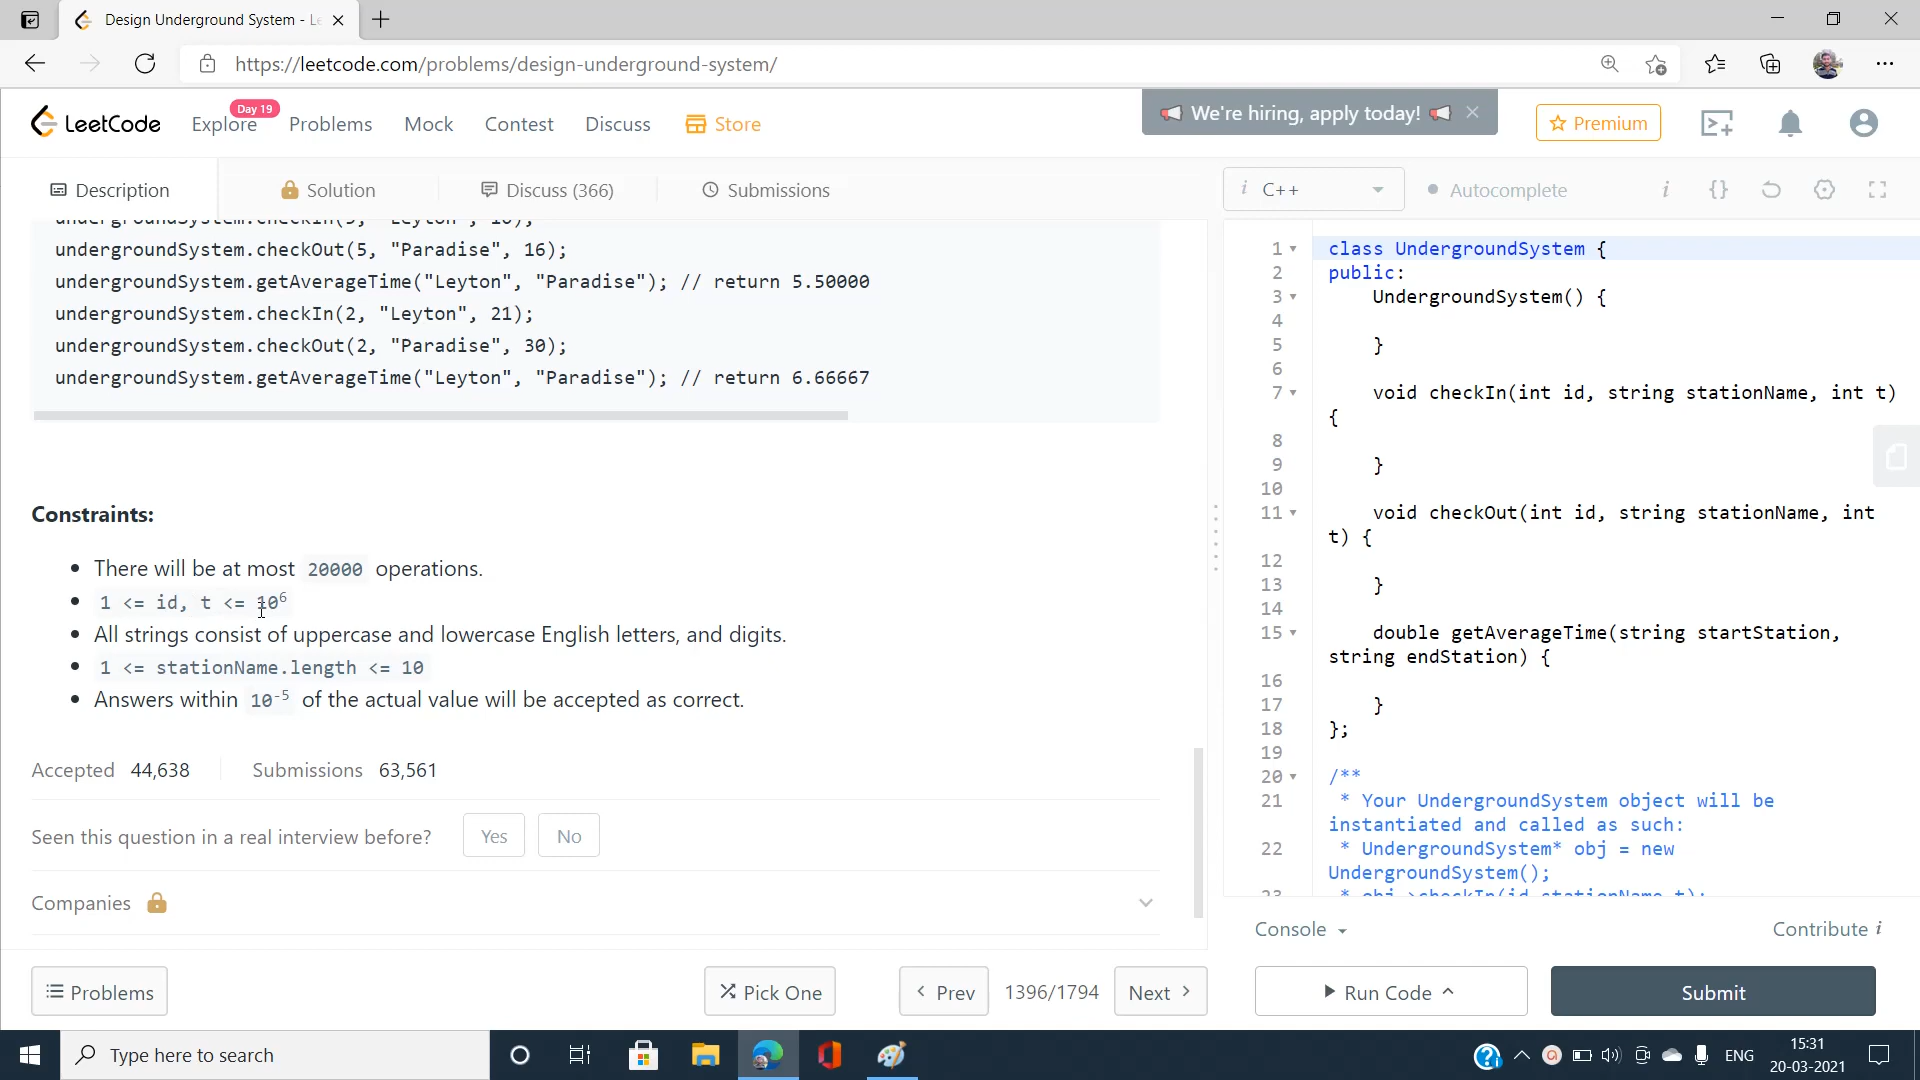 Design Underground System - Le
https://leetcode.com/problems/design-underground-system/
LeetCode
Explore
Day 19
Problems
Mock
Contest
Discuss
Store
We're hiring, apply today!
Premium
Description
Solution
Discuss (366)
Submissions
i C++
Autocomplete
i {}
undergroundSystem.checkOut(5, "Paradise", 16);
undergroundSystem.getAverageTime("Leyton", "Paradise"); // return 5.50000
undergroundSystem.checkIn(2, "Leyton", 21);
undergroundSystem.checkOut(2, "Paradise", 30);
undergroundSystem.getAverageTime("Leyton", "Paradise"); // return 6.66667
Constraints:
There will be at most 20000 operations.
1 <= id, t <= 10^6
All strings consist of uppercase and lowercase English letters, and digits.
1 <= stationName.length <= 10
Answers within 10^-5 of the actual value will be accepted as correct.
Accepted 44,638
Submissions 63,561
Seen this question in a real interview before?
Yes
No
Companies
Problems
Pick One
Prev
1396/1794
Next
1 class UndergroundSystem {
2 public:
3 UndergroundSystem() {
4
5 }
6
7 void checkIn(int id, string stationName, int t)
{
8
9 }
10
11 void checkOut(int id, string stationName, int
t) {
12
13 }
14
15 double getAverageTime(string startStation,
string endStation) {
16
17 }
18 };
19
20 /**
21 * Your UndergroundSystem object will be
instantiated and called as such:
22 * UndergroundSystem* obj = new
UndergroundSystem();
Console
Contribute i
Run Code
Submit
Type here to search
ENG
15:31
20-03-2021